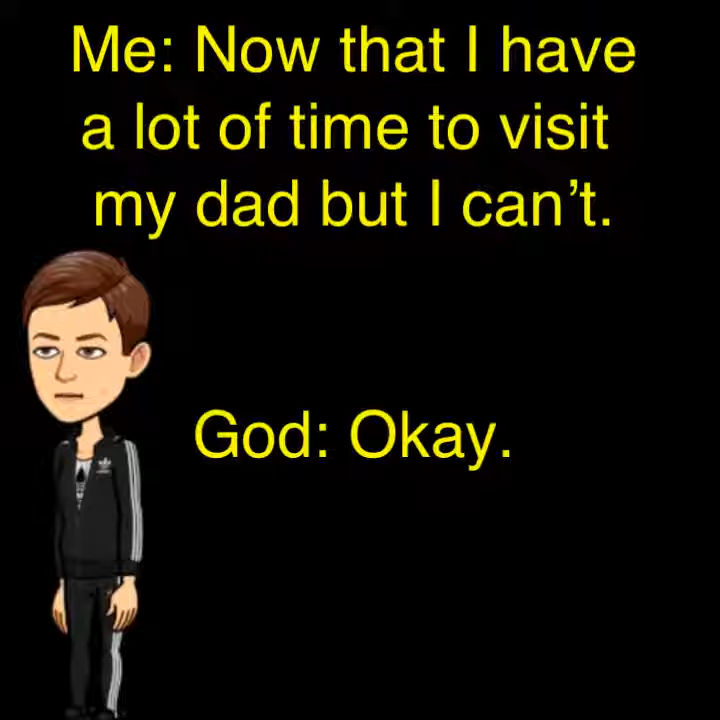 Me: Now that I have
a lot of time to visit
my dad but I can’t.
God: Okay.